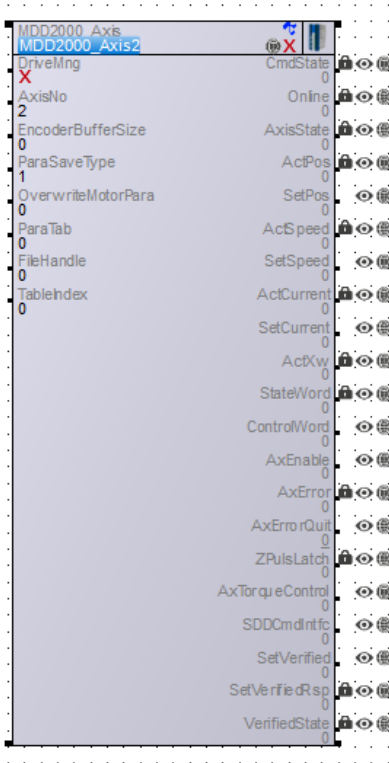 MDD2000_Axis
MDD2000_Axis2
DriveMng
X
CmdState
0
AxisNo
2
Online
0
EncoderBufferSize
0
AxisState
0
ParaSaveType
1
ActPos
0
OverwriteMotorPara
0
SetPos
0
ParaTab
0
ActSpeed
0
FileHandle
0
SetSpeed
0
TableIndex
0
ActCurrent
0
SetCurrent
0
ActXw
0
StateWord
0
ControlWord
0
AxEnable
0
AxError
0
AxErrorQuit
0
ZPulsLatch
0
AxTorqueControl
0
SDDCmdIntfc
0
SetVerified
0
SetVerifiedRsp
0
VerifiedState
0